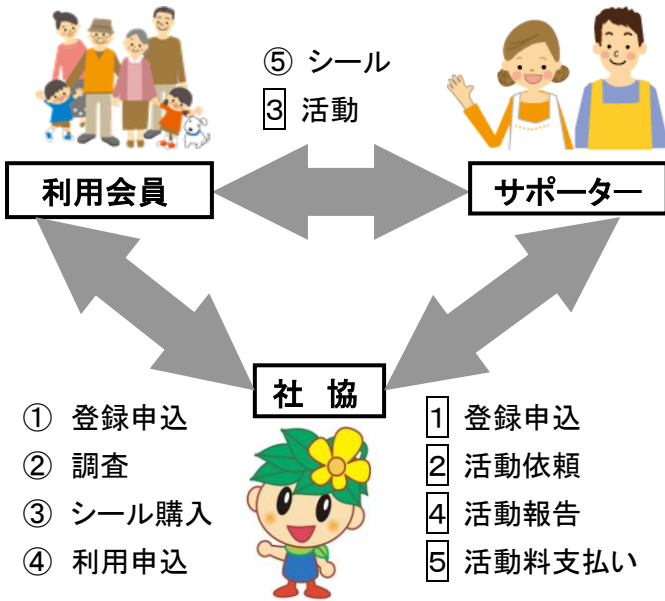 ⑤ シール
3 活動
利用会員
サポーター
社 協
① 登録申込
② 調査
③ シール購入
④ 利用申込
1 登録申込
2 活動依頼
4 活動報告
5 活動料支払い